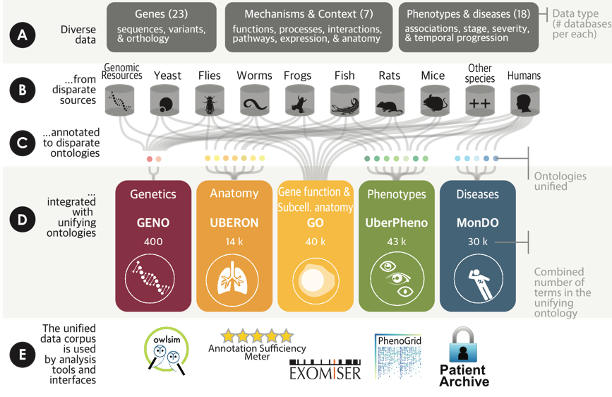 A
Diverse
data
Genes (23)
sequences, variants,
& orthology
Mechanisms & Context (7)
functions, processes, interactions,
pathways, expression, & anatomy
Phenotypes & diseases (18)
associations, stage, severity,
& temporal progression
Data type
(# databases
per each)
B
...from
disparate
sources
Genomic
Resources
Yeast
Flies
Worms
Frogs
Fish
Rats
Mice
Other
species
++
Humans
C
...annotated
to disparate
ontologies
Ontologies
unified
D
...
integrated
with
unifying
ontologies
Genetics
GENO
400
Anatomy
UBERON
14 k
Gene function &
Subcell. anatomy
GO
40 k
Phenotypes
UberPheno
43 k
Diseases
MonDO
30 k
Combined
number of
terms in the
unifying
ontology
E
The unified
data corpus
is used
by analysis
tools and
interfaces
owlsim
Annotation Sufficiency
Meter
EXOMISER
PhenoGrid
Patient
Archive